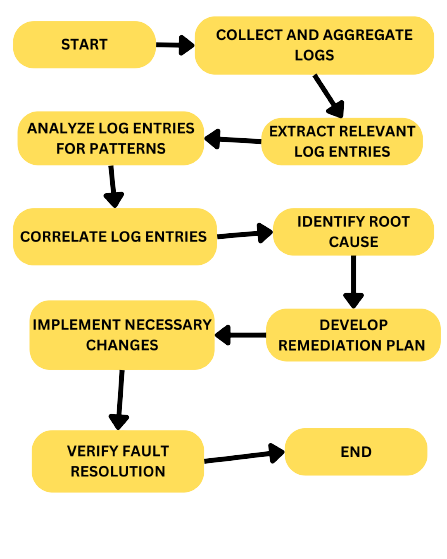 START
COLLECT AND AGGREGATE
LOGS
EXTRACT RELEVANT
LOG ENTRIES
ANALYZE LOG ENTRIES
FOR PATTERNS
CORRELATE LOG ENTRIES
IDENTIFY ROOT
CAUSE
DEVELOP
REMEDIATION PLAN
IMPLEMENT NECESSARY
CHANGES
VERIFY FAULT
RESOLUTION
END